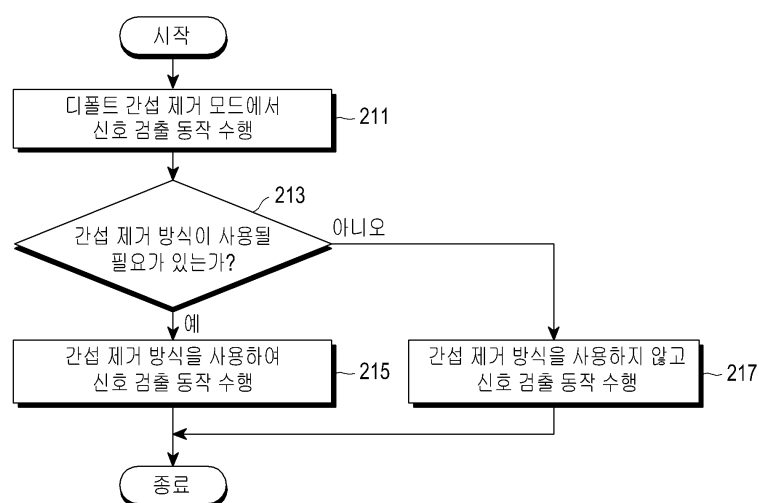 시작
디폴트 간섭 제거 모드에서
신호 검출 동작 수행
211
213
간섭 제거 방식이 사용될
필요가 있는가?
아니오
예
간섭 제거 방식을 사용하여
신호 검출 동작 수행
215
간섭 제거 방식을 사용하지 않고
신호 검출 동작 수행
217
종료